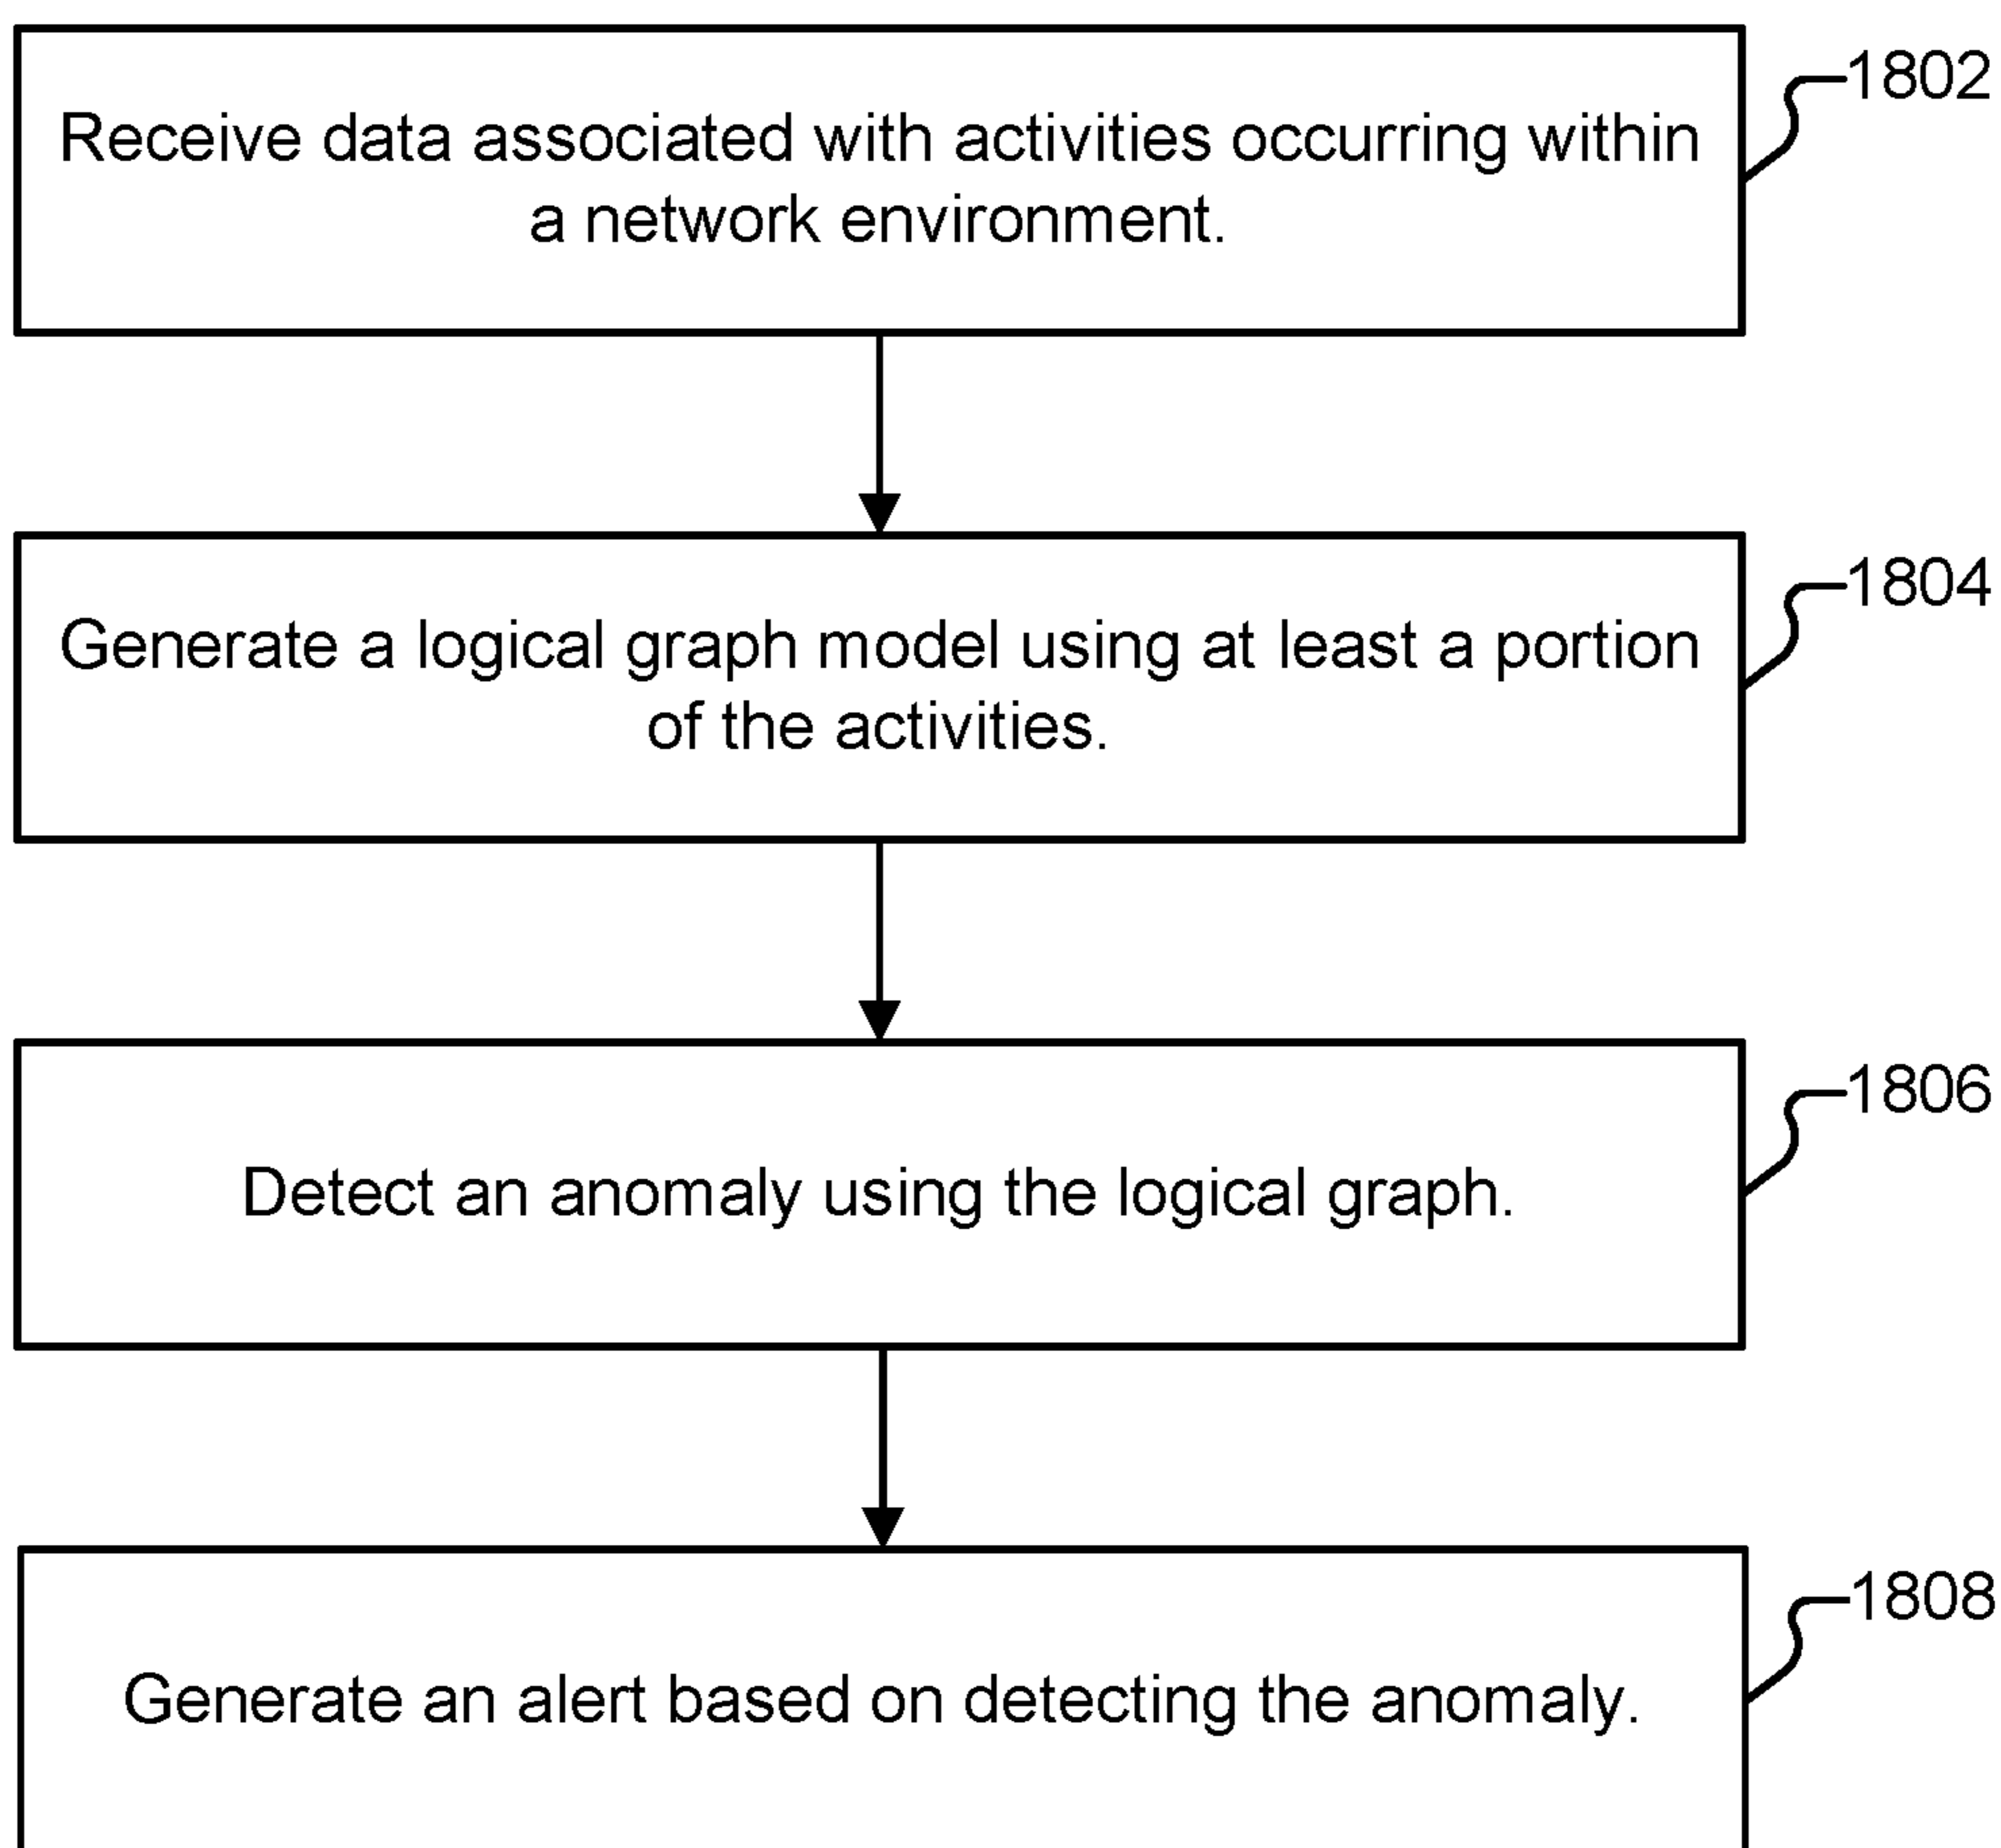 1802
Receive data associated with activities occurring within
a network environment.
1804
Generate a logical graph model using at least a portion
of the activities.
1806
Detect an anomaly using the logical graph.
1808
Generate an alert based on detecting the anomaly.